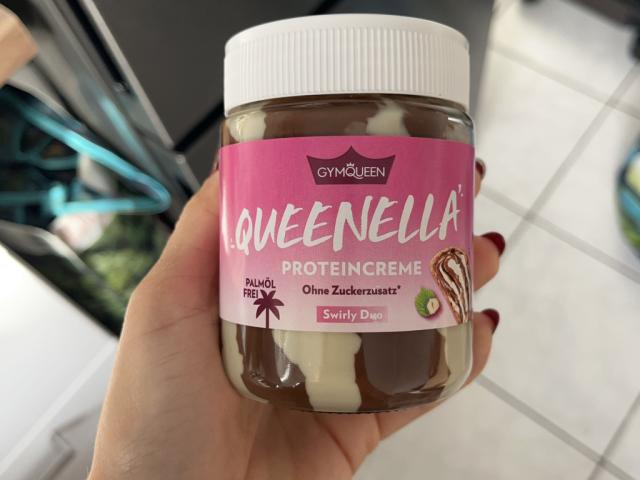 GYMQUEEN
QUEENELLA
PROTEINCREME
PALMÖL
FREI
Ohne Zuckerzusatz*
Swirly Duo